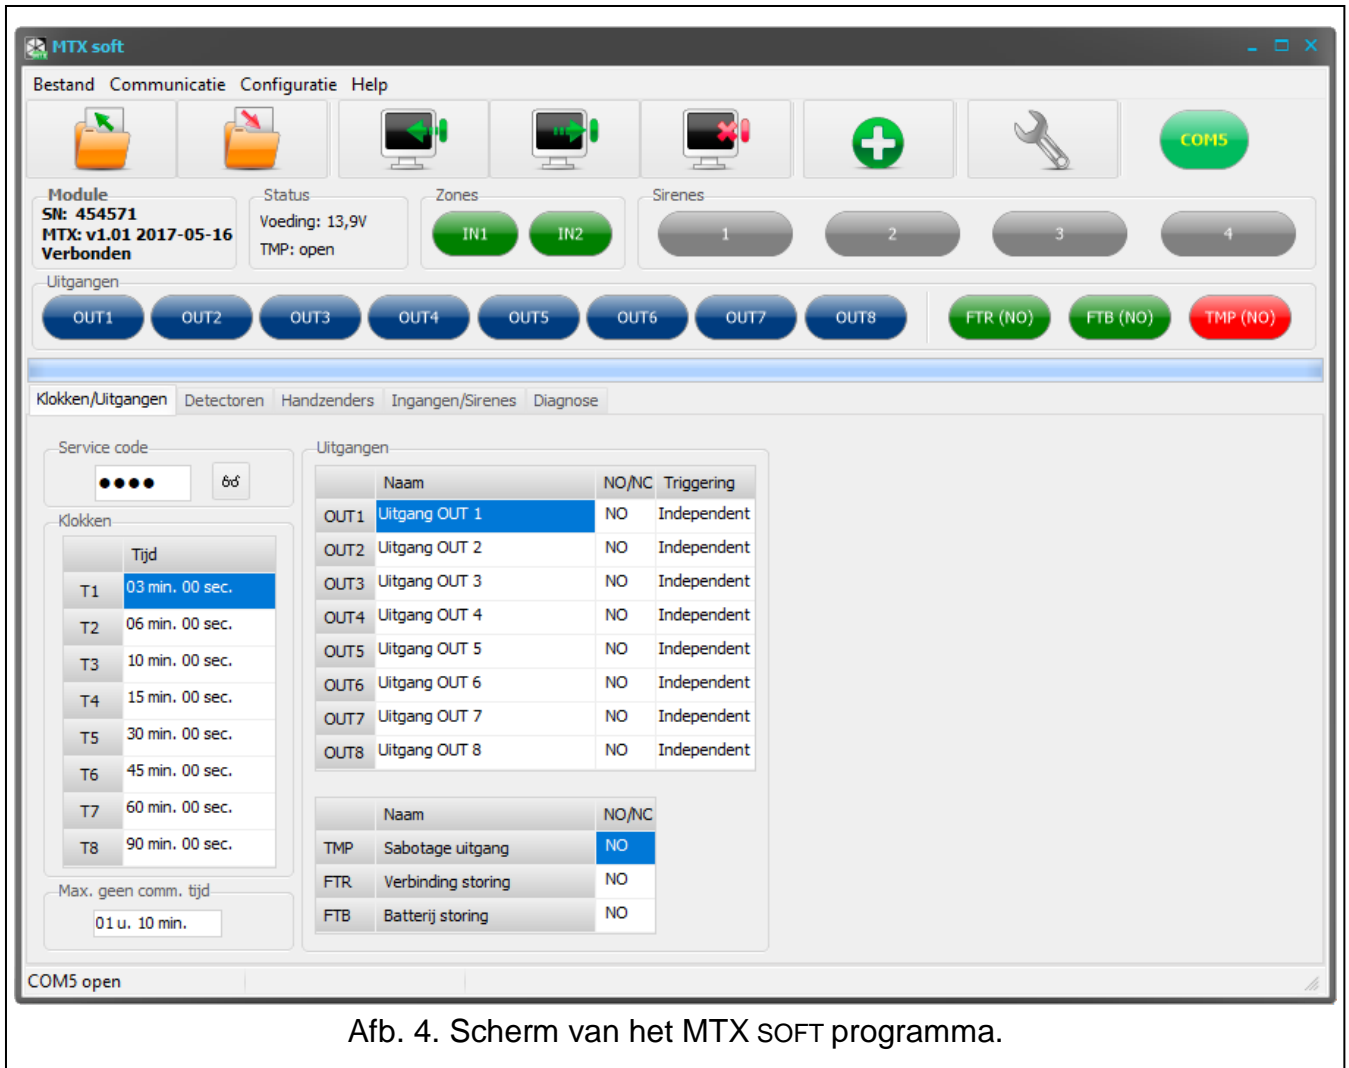 MTX soft
Bestand Communicatie Configuratie Help
COM5
Module
SN: 454571
MTX: v1.01 2017-05-16
Verbonden
Status
Voeding: 13,9V
TMP: open
Zones
IN1 IN2
Sirenes
1 2 3 4
Uitgangen
OUT1 OUT2 OUT3 OUT4 OUT5 OUT6 OUT7 OUT8 FTR (NO) FTB (NO) TMP (NO)
Klokken/Uitgangen Detectoren Handzenders Ingangen/Sirenes Diagnose
Service code
●●●●
Klokken
Tijd
T1 03 min. 00 sec.
T2 06 min. 00 sec.
T3 10 min. 00 sec.
T4 15 min. 00 sec.
T5 30 min. 00 sec.
T6 45 min. 00 sec.
T7 60 min. 00 sec.
T8 90 min. 00 sec.
Max. geen comm. tijd
01 u. 10 min.
Uitgangen
Naam NO/NC Triggering
OUT1 Uitgang OUT 1 NO Independent
OUT2 Uitgang OUT 2 NO Independent
OUT3 Uitgang OUT 3 NO Independent
OUT4 Uitgang OUT 4 NO Independent
OUT5 Uitgang OUT 5 NO Independent
OUT6 Uitgang OUT 6 NO Independent
OUT7 Uitgang OUT 7 NO Independent
OUT8 Uitgang OUT 8 NO Independent
Naam NO/NC
TMP Sabotage uitgang NO
FTR Verbinding storing NO
FTB Batterij storing NO
COM5 open
Afb. 4. Scherm van het MTX SOFT programma.